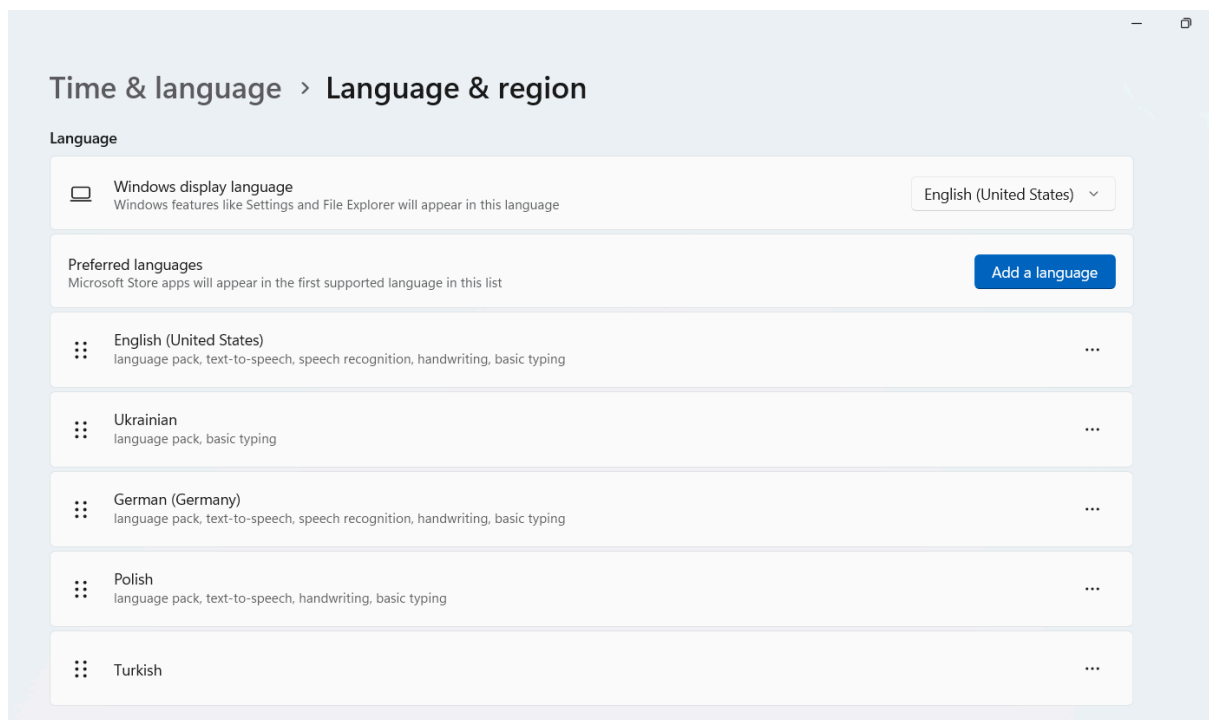 Time & language > Language & region
Language
Windows display language
Windows features like Settings and File Explorer will appear in this language
English (United States)
Preferred languages
Microsoft Store apps will appear in the first supported language in this list
Add a language
English (United States)
language pack, text-to-speech, speech recognition, handwriting, basic typing
Ukrainian
language pack, basic typing
German (Germany)
language pack, text-to-speech, speech recognition, handwriting, basic typing
Polish
language pack, text-to-speech, handwriting, basic typing
Turkish